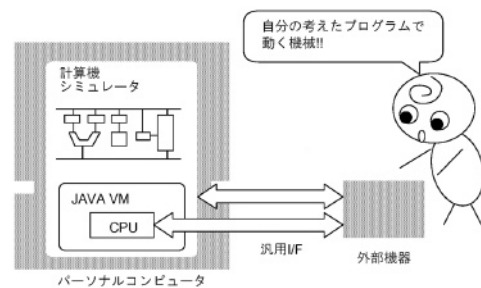 自分の考えたプログラムで
動く機械!!
計算機
シミュレータ
JAVA VM
CPU
汎用I/F
外部機器
パーソナルコンピュータ